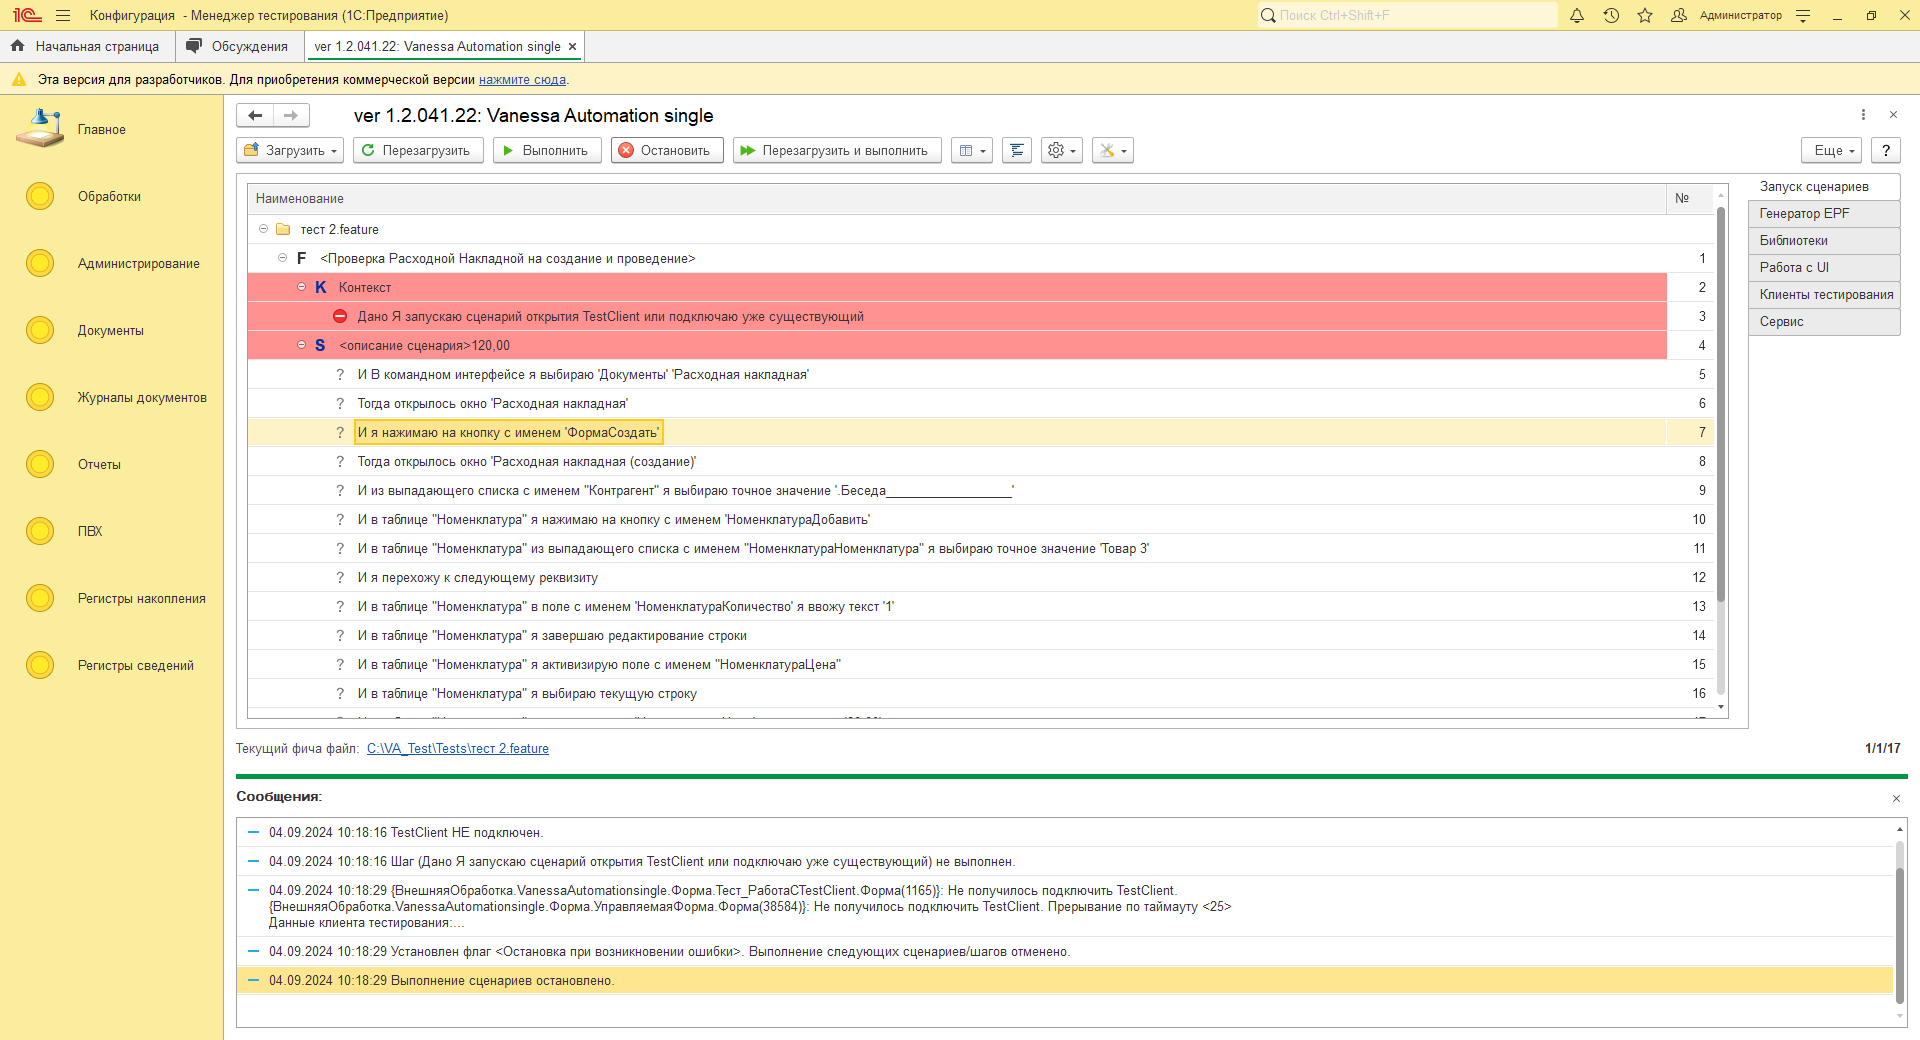 1С Конфигурация - Менеджер тестирования (1С:Предприятие)
Поиск Ctrl+Shift+F
Администратор
Начальная страница
Обсуждения
ver 1.2.041.22: Vanessa Automation single ×
Эта версия для разработчиков. Для приобретения коммерческой версии нажмите сюда.
Главное
Обработки
Администрирование
Документы
Журналы документов
Отчеты
ПВХ
Регистры накопления
Регистры сведений
ver 1.2.041.22: Vanessa Automation single
Загрузить
Перезагрузить
Выполнить
Остановить
Перезагрузить и выполнить
Еще
?
Наименование №
тест 2.feature
F <Проверка Расходной Накладной на создание и проведение> 1
K Контекст 2
Дано Я запускаю сценарий открытия TestClient или подключаю уже существующий 3
S <описание сценария>120,00 4
? И В командном интерфейсе я выбираю 'Документы' 'Расходная накладная' 5
? Тогда открылось окно 'Расходная накладная' 6
? И я нажимаю на кнопку с именем 'ФормаСоздать' 7
? Тогда открылось окно 'Расходная накладная (создание)' 8
? И из выпадающего списка с именем "Контрагент" я выбираю точное значение '.Беседа__________________' 9
? И в таблице "Номенклатура" я нажимаю на кнопку с именем 'НоменклатураДобавить' 10
? И в таблице "Номенклатура" из выпадающего списка с именем "НоменклатураНоменклатура" я выбираю точное значение 'Товар 3' 11
? И я перехожу к следующему реквизиту 12
? И в таблице "Номенклатура" в поле с именем 'НоменклатураКоличество' я ввожу текст '1' 13
? И в таблице "Номенклатура" я завершаю редактирование строки 14
? И в таблице "Номенклатура" я активизирую поле с именем "НоменклатураЦена" 15
? И в таблице "Номенклатура" я выбираю текущую строку 16
Запуск сценариев
Генератор EPF
Библиотеки
Работа с UI
Клиенты тестирования
Сервис
Текущий фича файл: C:\VA_Test\Tests\тест 2.feature
1/1/17
Сообщения:
04.09.2024 10:18:16 TestClient НЕ подключен.
04.09.2024 10:18:16 Шаг (Дано Я запускаю сценарий открытия TestClient или подключаю уже существующий) не выполнен.
04.09.2024 10:18:29 {ВнешняяОбработка.VanessaAutomationsingle.Форма.Тест_РаботаСTestClient.Форма(1165)}: Не получилось подключить TestClient.
{ВнешняяОбработка.VanessaAutomationsingle.Форма.УправляемаяФорма.Форма(38584)}: Не получилось подключить TestClient. Прерывание по таймауту <25>
Данные клиента тестирования:...
04.09.2024 10:18:29 Установлен флаг <Остановка при возникновении ошибки>. Выполнение следующих сценариев/шагов отменено.
04.09.2024 10:18:29 Выполнение сценариев остановлено.